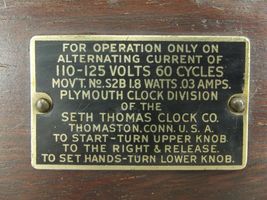 FOR OPERATION ONLY ON
ALTERNATING CURRENT OF
110-125 VOLTS 60 CYCLES
MOV'T. No. S2B 1.8 WATTS .03 AMPS.
PLYMOUTH CLOCK DIVISION
OF THE
SETH THOMAS CLOCK CO.
THOMASTON, CONN. U.S.A.
TO START-TURN UPPER KNOB
TO THE RIGHT & RELEASE.
TO SET HANDS-TURN LOWER KNOB.